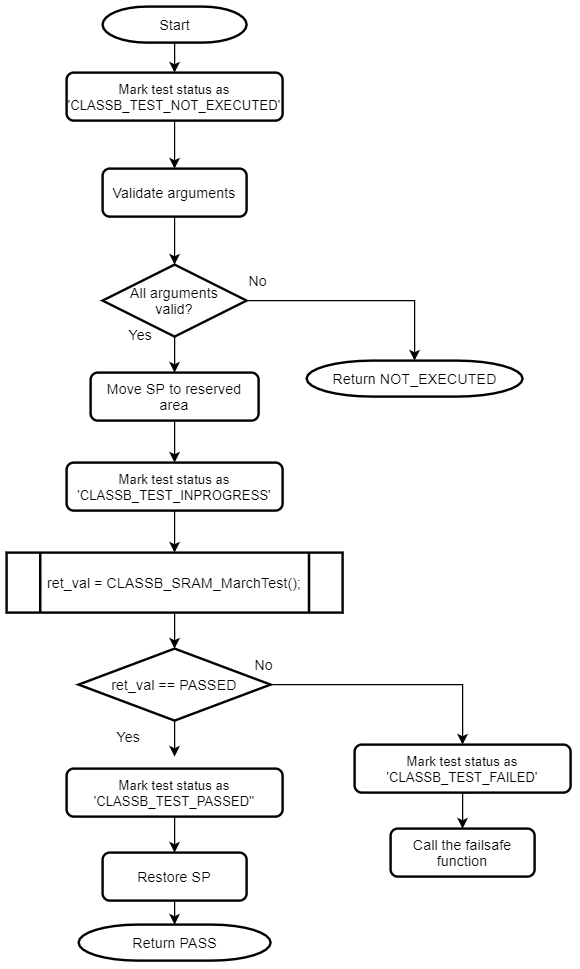 Start
Mark test status as
'CLASSB_TEST_NOT_EXECUTED'
Validate arguments
All arguments
valid?
No
Yes
Return NOT_EXECUTED
Move SP to reserved
area
Mark test status as
'CLASSB_TEST_INPROGRESS'
ret_val = CLASSB_SRAM_MarchTest();
ret_val == PASSED
No
Yes
Mark test status as
'CLASSB_TEST_FAILED'
Mark test status as
'CLASSB_TEST_PASSED"
Call the failsafe
function
Restore SP
Return PASS